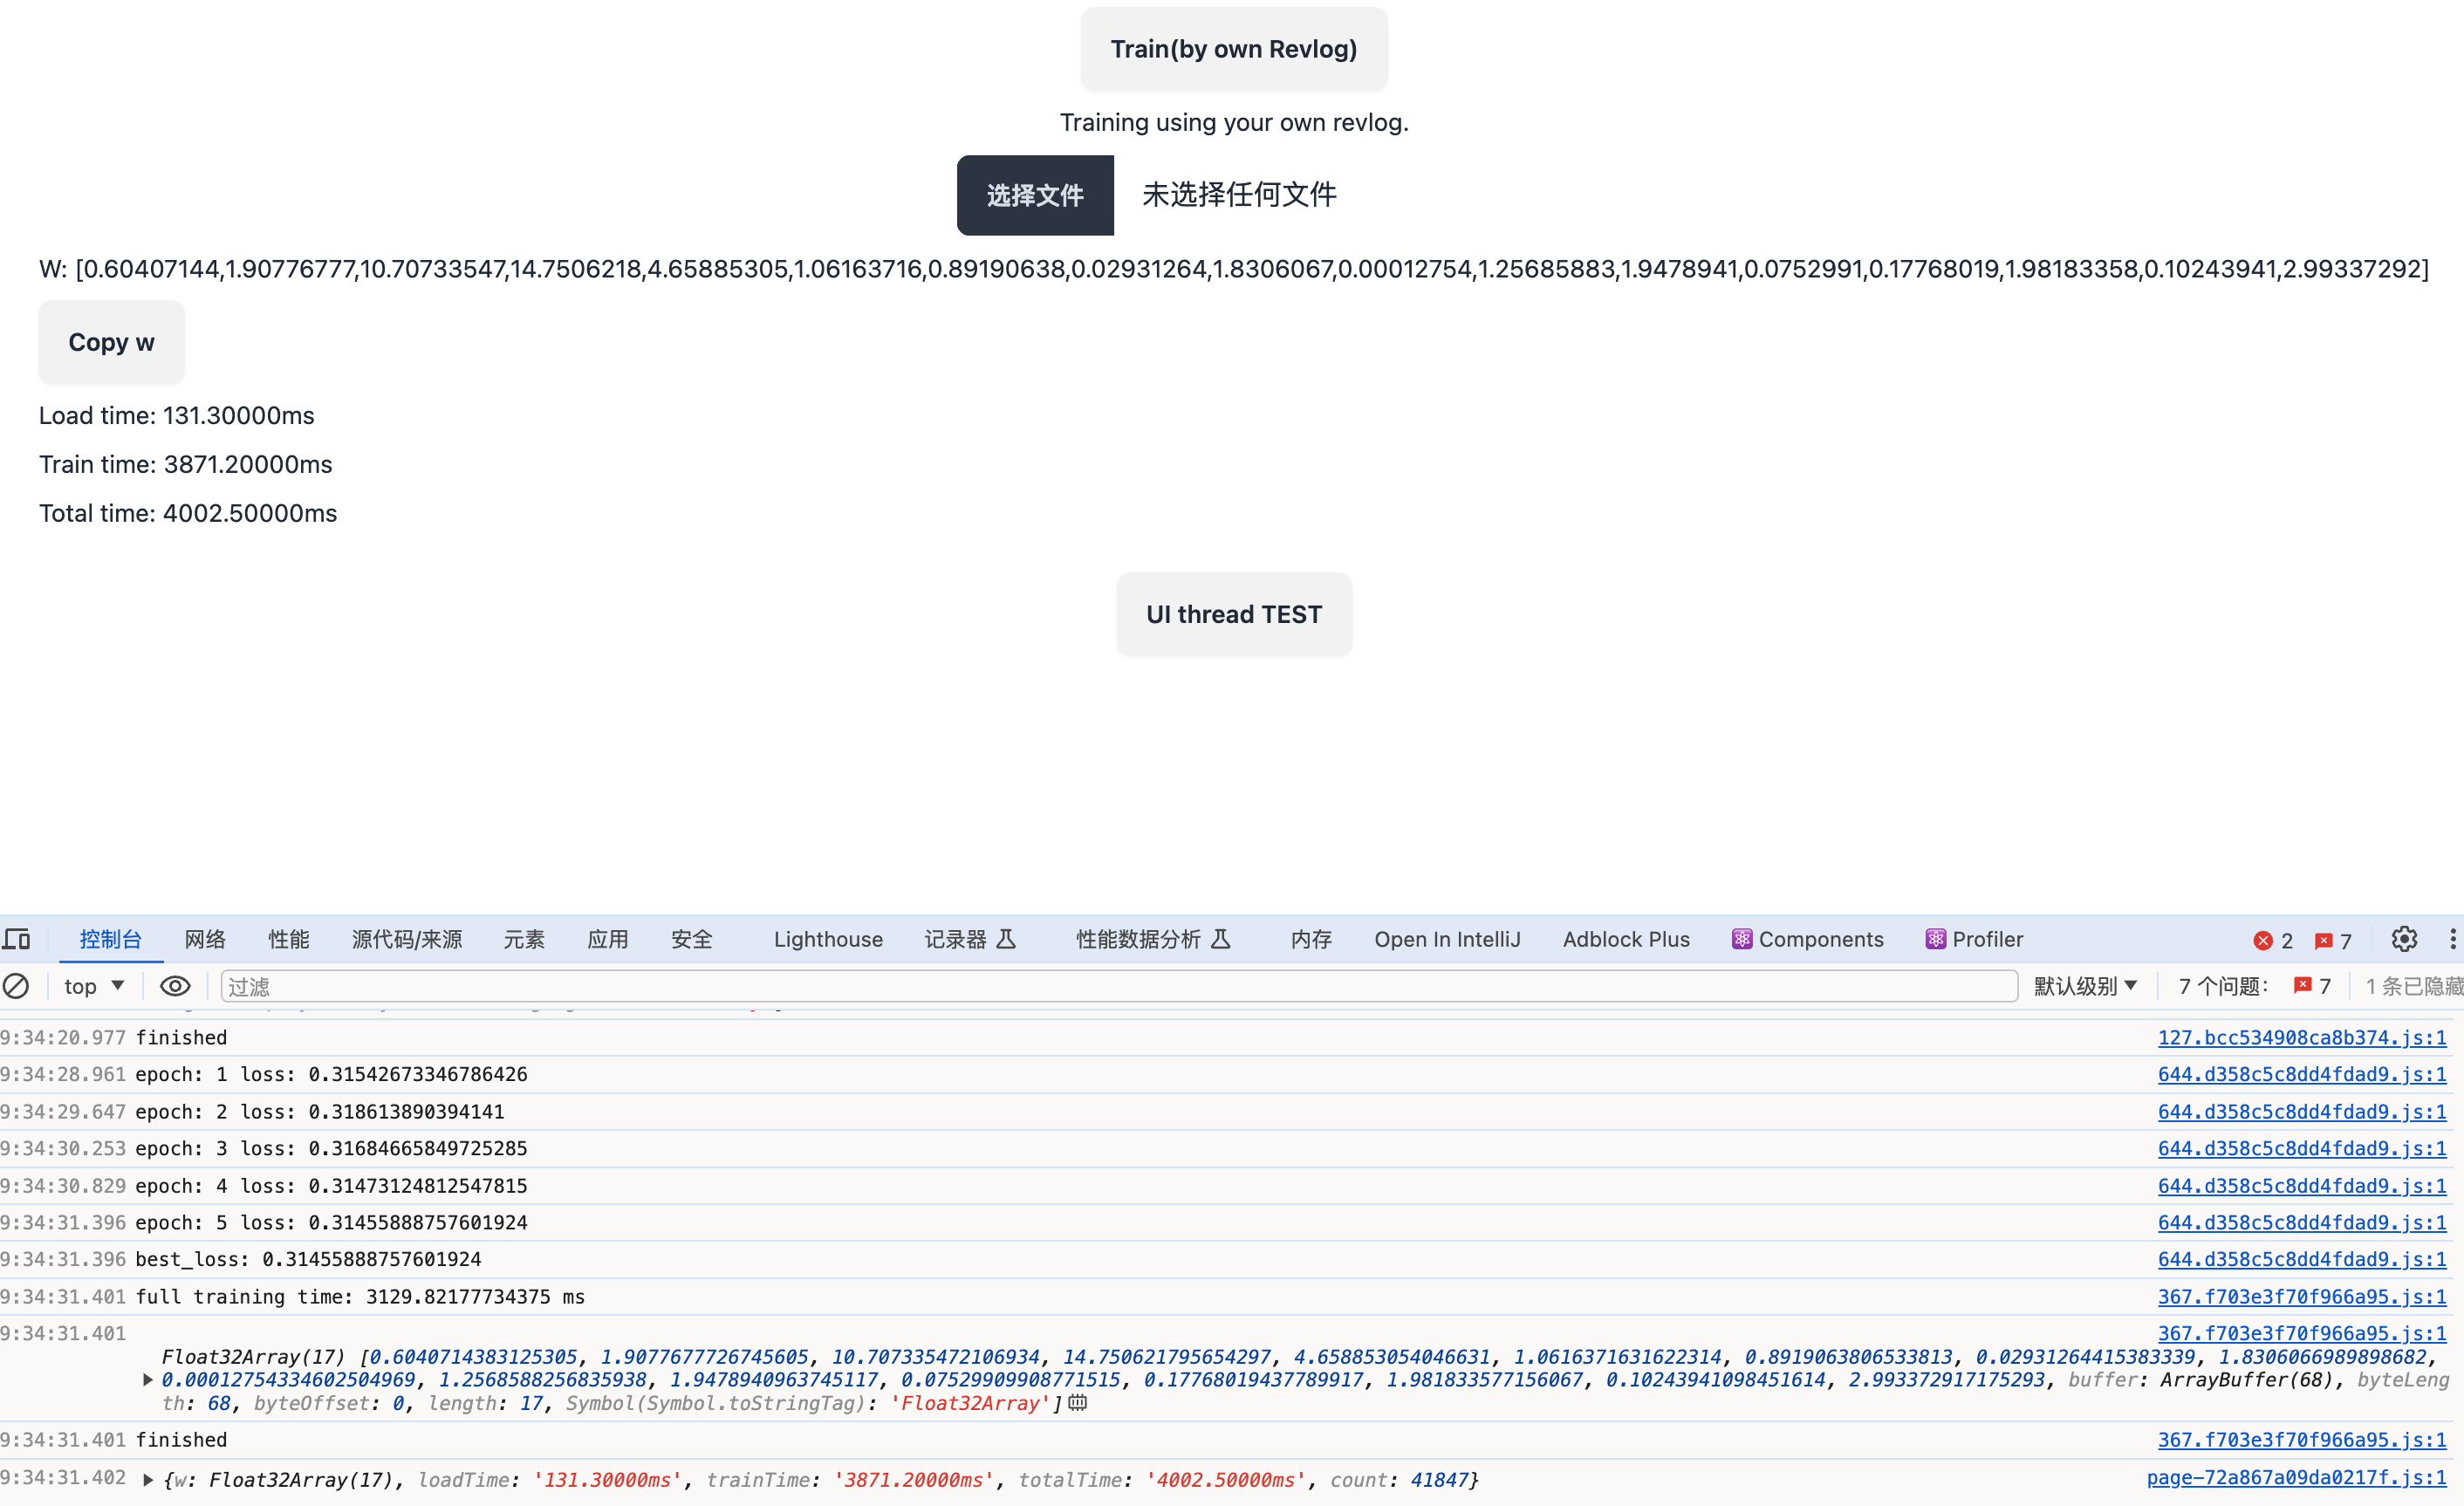 Train(by own Revlog)
Training using your own revlog.
选择文件 未选择任何文件
W: [0.60407144,1.90776777,10.70733547,14.7506218,4.65885305,1.06163716,0.89190638,0.02931264,1.8306067,0.00012754,1.25685883,1.9478941,0.0752991,0.17768019,1.98183358,0.10243941,2.99337292]
Copy w
Load time: 131.30000ms
Train time: 3871.20000ms
Total time: 4002.50000ms
UI thread TEST
控制台 网络 性能 源代码/来源 元素 应用 安全 Lighthouse 记录器 性能数据分析 内存 Open In IntelliJ Adblock Plus Components Profiler 2 7
top 过滤 默认级别 7 个问题: 7 1 条已隐藏
9:34:20.977 finished 127.bcc534908ca8b374.js:1
9:34:28.961 epoch: 1 loss: 0.31542673346786426 644.d358c5c8dd4fdad9.js:1
9:34:29.647 epoch: 2 loss: 0.318613890394141 644.d358c5c8dd4fdad9.js:1
9:34:30.253 epoch: 3 loss: 0.31684665849725285 644.d358c5c8dd4fdad9.js:1
9:34:30.829 epoch: 4 loss: 0.31473124812547815 644.d358c5c8dd4fdad9.js:1
9:34:31.396 epoch: 5 loss: 0.31455888757601924 644.d358c5c8dd4fdad9.js:1
9:34:31.396 best_loss: 0.31455888757601924 644.d358c5c8dd4fdad9.js:1
9:34:31.401 full training time: 3129.82177734375 ms 367.f703e3f70f966a95.js:1
9:34:31.401 367.f703e3f70f966a95.js:1
Float32Array(17) [0.6040714383125305, 1.9077677726745605, 10.707335472106934, 14.750621795654297, 4.658853054046631, 1.0616371631622314, 0.8919063806533813, 0.02931264415383339, 1.8306066989898682,
0.00012754334602504969, 1.2568588256835938, 1.9478940963745117, 0.07529909908771515, 0.17768019437789917, 1.981833577156067, 0.10243941098451614, 2.993372917175293, buffer: ArrayBuffer(68), byteLeng
th: 68, byteOffset: 0, length: 17, Symbol(Symbol.toStringTag): 'Float32Array']
9:34:31.401 finished 367.f703e3f70f966a95.js:1
9:34:31.402 {w: Float32Array(17), loadTime: '131.30000ms', trainTime: '3871.20000ms', totalTime: '4002.50000ms', count: 41847} page-72a867a09da0217f.js:1